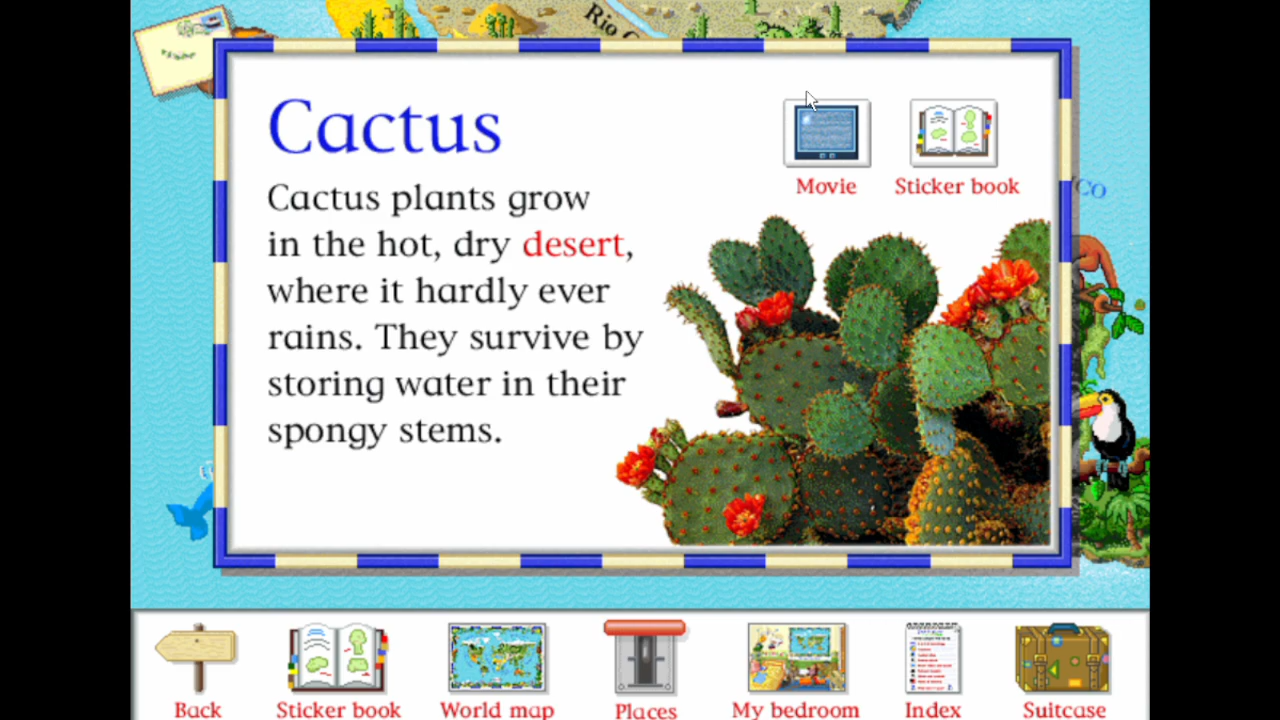 Rio
Cactus
Movie
Sticker book
Cactus plants grow
in the hot, dry desert,
where it hardly ever
rains. They survive by
storing water in their
spongy stems.
Back
Sticker book
World map
Places
My bedroom
Index
Suitcase